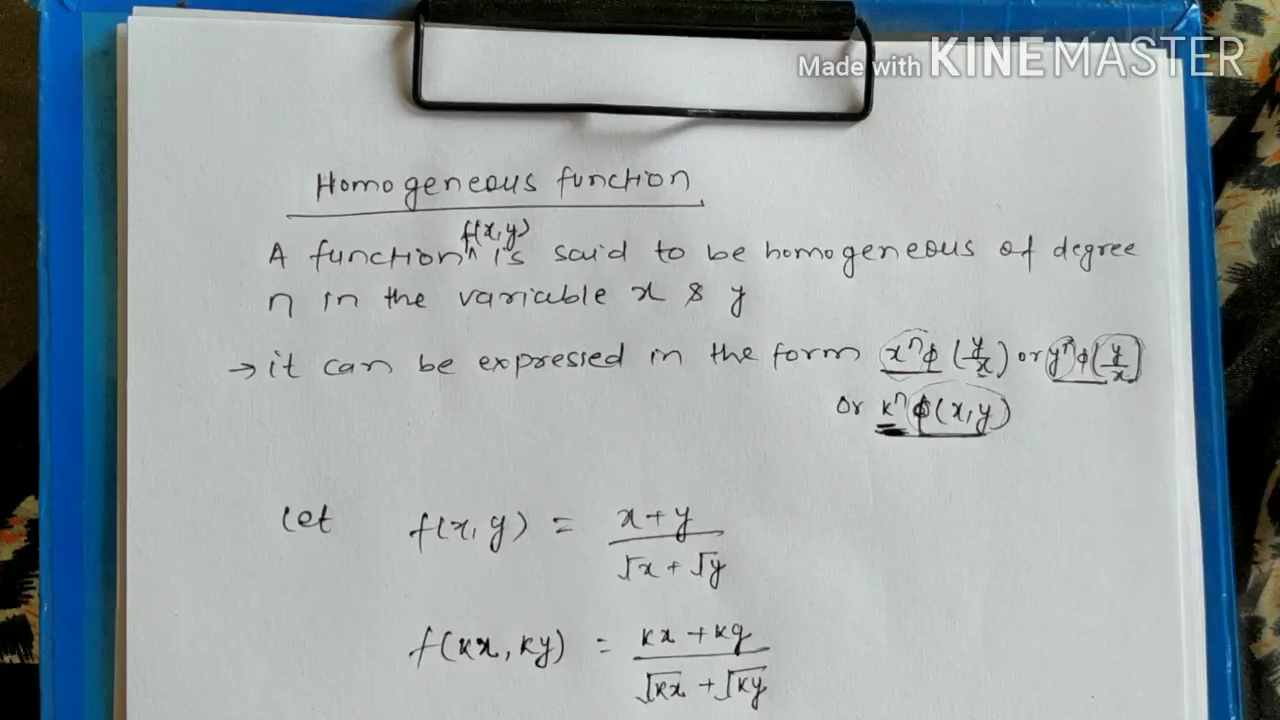 Made with KINEMASTER
Homogeneous function
A function f(x,y) is said to be homogeneous of degree
n in the variable x & y
→ it can be expressed in the form xⁿϕ(y/x) or yⁿϕ(y/x)
or kⁿϕ(x,y)
Let f(x,y) = x+y / √x+√y
f(kx,ky) = kx+ky / √kx+√ky